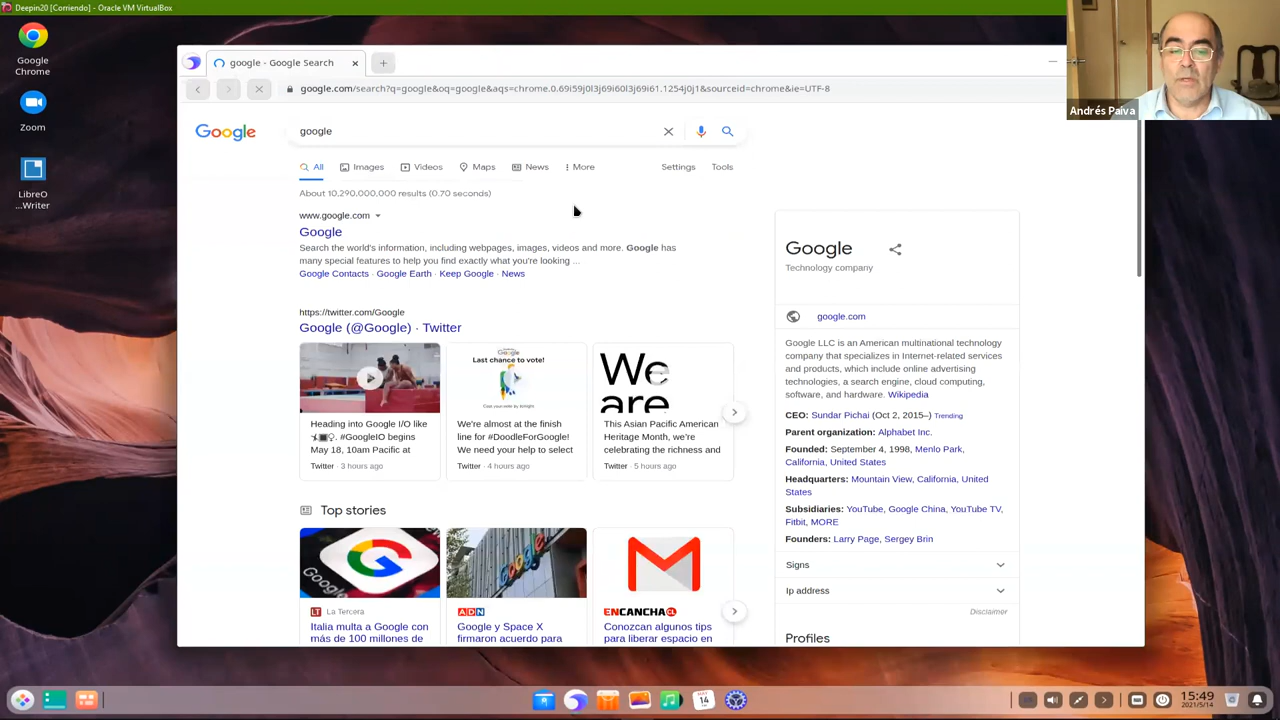 Deepin20 [Corriendo] - Oracle VM VirtualBox
Google
Chrome
Zoom
LibreO
...Writer
google - Google Search
google.com/search?q=google&oq=google&aqs=chrome.0.69i59j0l3j69i60l3j69i61.1254j0j1&sourceid=chrome&ie=UTF-8
Andrés Paiva
Google
google
All
Images
Videos
Maps
News
More
Settings
Tools
About 10,290,000,000 results (0.70 seconds)
www.google.com
Google
Search the world's information, including webpages, images, videos and more. Google has
many special features to help you find exactly what you're looking ...
Google Contacts · Google Earth · Keep Google · News
https://twitter.com/Google
Google (@Google) · Twitter
Google
Last chance to vote!
We
are
Heading into Google I/O like
#GoogleIO begins
May 18, 10am Pacific at
Twitter · 3 hours ago
We're almost at the finish
line for #DoodleForGoogle!
We need your help to select
Twitter · 4 hours ago
This Asian Pacific American
Heritage Month, we're
celebrating the richness and
Twitter · 5 hours ago
Top stories
Google
Google
LT La Tercera
Italia multa a Google con
más de 100 millones de
ADN
Google y Space X
firmaron acuerdo para
ENCANCHA CL
Conozcan algunos tips
para liberar espacio en
Google
Technology company
google.com
Google LLC is an American multinational technology
company that specializes in Internet-related services
and products, which include online advertising
technologies, a search engine, cloud computing,
software, and hardware. Wikipedia
CEO: Sundar Pichai (Oct 2, 2015–) Trending
Parent organization: Alphabet Inc.
Founded: September 4, 1998, Menlo Park,
California, United States
Headquarters: Mountain View, California, United
States
Subsidiaries: YouTube, Google China, YouTube TV,
Fitbit, MORE
Founders: Larry Page, Sergey Brin
Signs
Ip address
Disclaimer
Profiles
14
15:49
2021/5/14